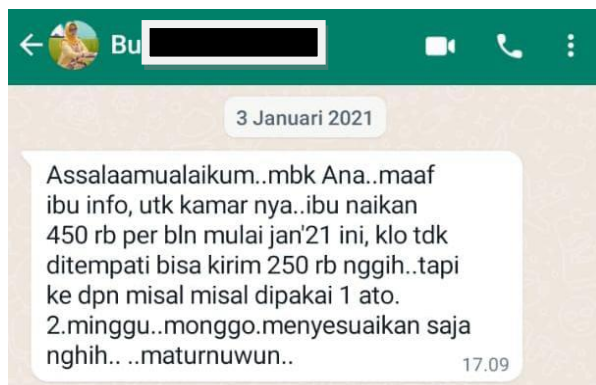 Bu
3 Januari 2021
Assalaamualaikum..mbk Ana..maaf
ibu info, utk kamar nya..ibu naikan
450 rb per bln mulai jan'21 ini, klo tdk
ditempati bisa kirim 250 rb nggih..tapi
ke dpn misal misal dipakai 1 ato.
2.minggu..monggo.menyesuaikan saja
nghih.. ..maturnuwun..
17.09